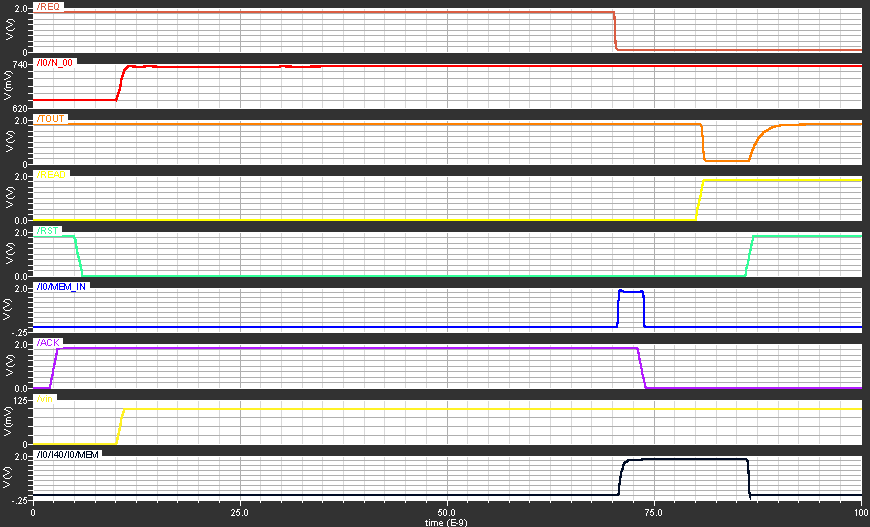 /REQ
2.0
V (V)
0
/I0/N_00
740
V (mV)
620
/TOUT
2.0
V (V)
0
/READ
2.0
V (V)
0.0
/RST
2.0
V (V)
0.0
/I0/MEM_IN
2.0
V (V)
-.25
/ACK
2.0
V (V)
0.0
125
V (mV)
0
/I0/I40/I0/MEM
2.0
V (V)
-.25
0 25.0 50.0 75.0 100
time (E-9)